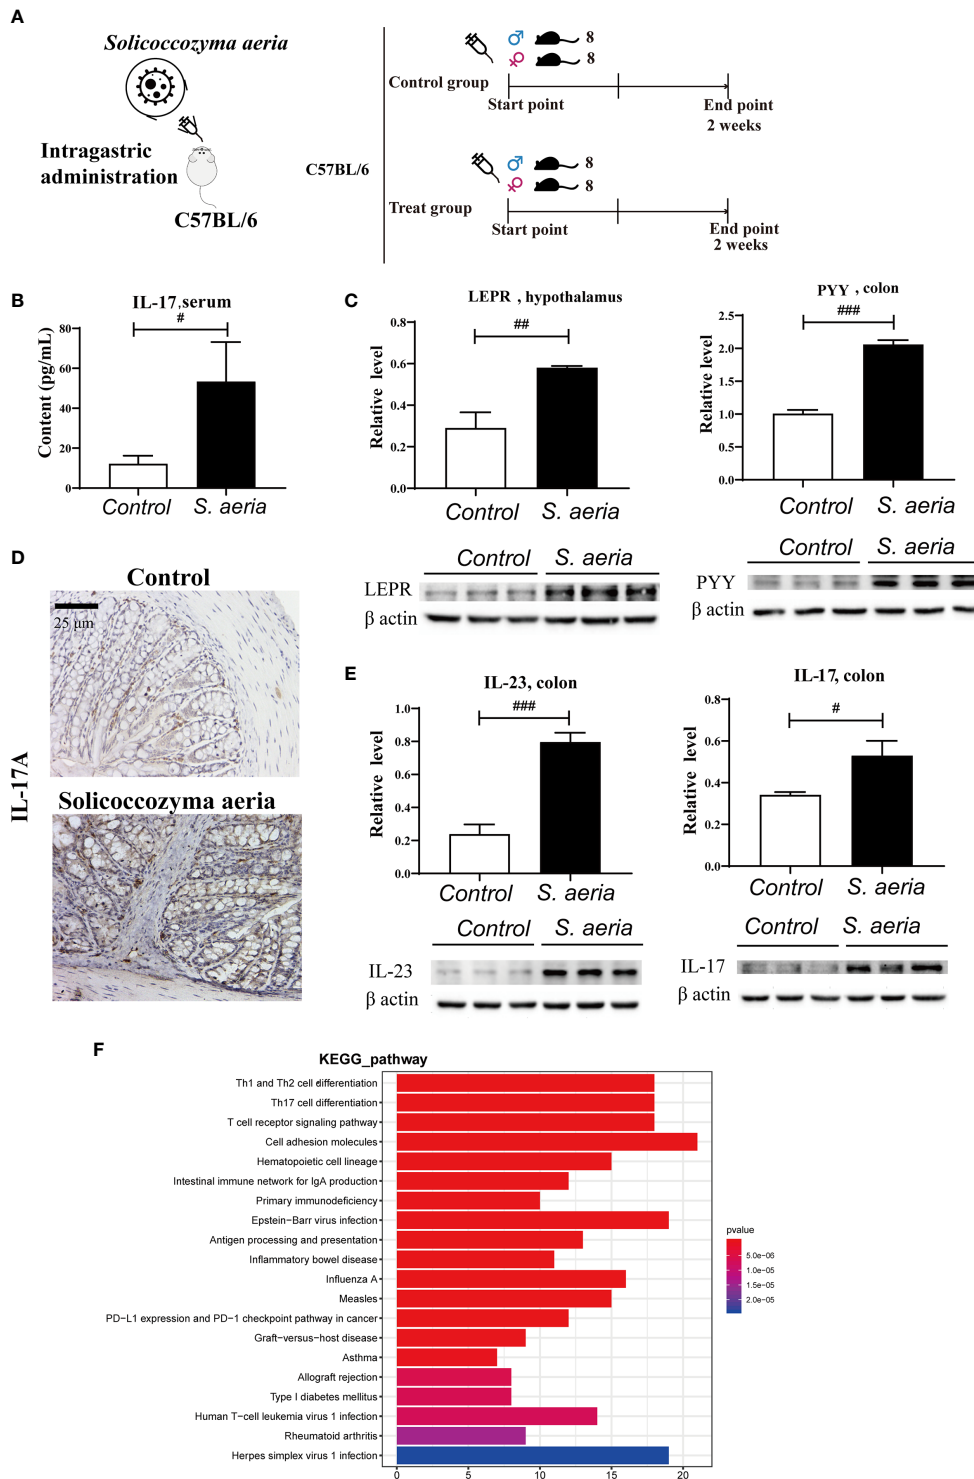 A
Solicoccozyma aeria
Intragastric
administration
C57BL/6
C57BL/6
8
8
Control group
Start point
End point
2 weeks
8
8
Treat group
Start point
End point
2 weeks
B
IL-17,serum
#
Content (pg/mL)
80
60
40
20
0
Control
S. aeria
C
LEPR , hypothalamus
##
Relative level
0.8
0.6
0.4
0.2
0.0
Control
S. aeria
Control
S. aeria
LEPR
β actin
PYY , colon
###
Relative level
2.5
2.0
1.5
1.0
0.5
0.0
Control
S. aeria
Control
S. aeria
PYY
β actin
D
Control
25 μm
IL-17A
Solicoccozyma aeria
E
IL-23, colon
###
Relative level
1.0
0.8
0.6
0.4
0.2
0.0
Control
S. aeria
Control
S. aeria
IL-23
β actin
IL-17, colon
#
Relative level
0.8
0.6
0.4
0.2
0.0
Control
S. aeria
Control
S. aeria
IL-17
β actin
F
KEGG_pathway
Th1 and Th2 cell differentiation
Th17 cell differentiation
T cell receptor signaling pathway
Cell adhesion molecules
Hematopoietic cell lineage
Intestinal immune network for IgA production
Primary immunodeficiency
Epstein−Barr virus infection
Antigen processing and presentation
Inflammatory bowel disease
Influenza A
Measles
PD−L1 expression and PD−1 checkpoint pathway in cancer
Graft−versus−host disease
Asthma
Allograft rejection
Type I diabetes mellitus
Human T−cell leukemia virus 1 infection
Rheumatoid arthritis
Herpes simplex virus 1 infection
0 5 10 15 20
pvalue
5.0e−06
1.0e−05
1.5e−05
2.0e−05